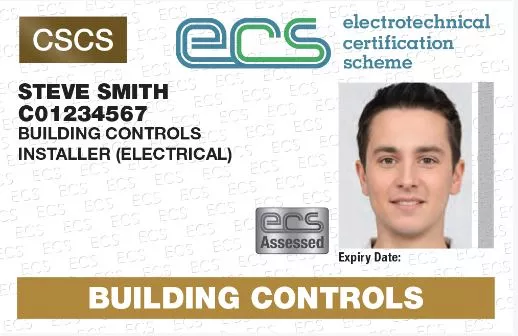 CSCS
ecs
electrotechnical
certification
scheme
STEVE SMITH
C01234567
BUILDING CONTROLS
INSTALLER (ELECTRICAL)
ecs
Assessed
Expiry Date:
BUILDING CONTROLS